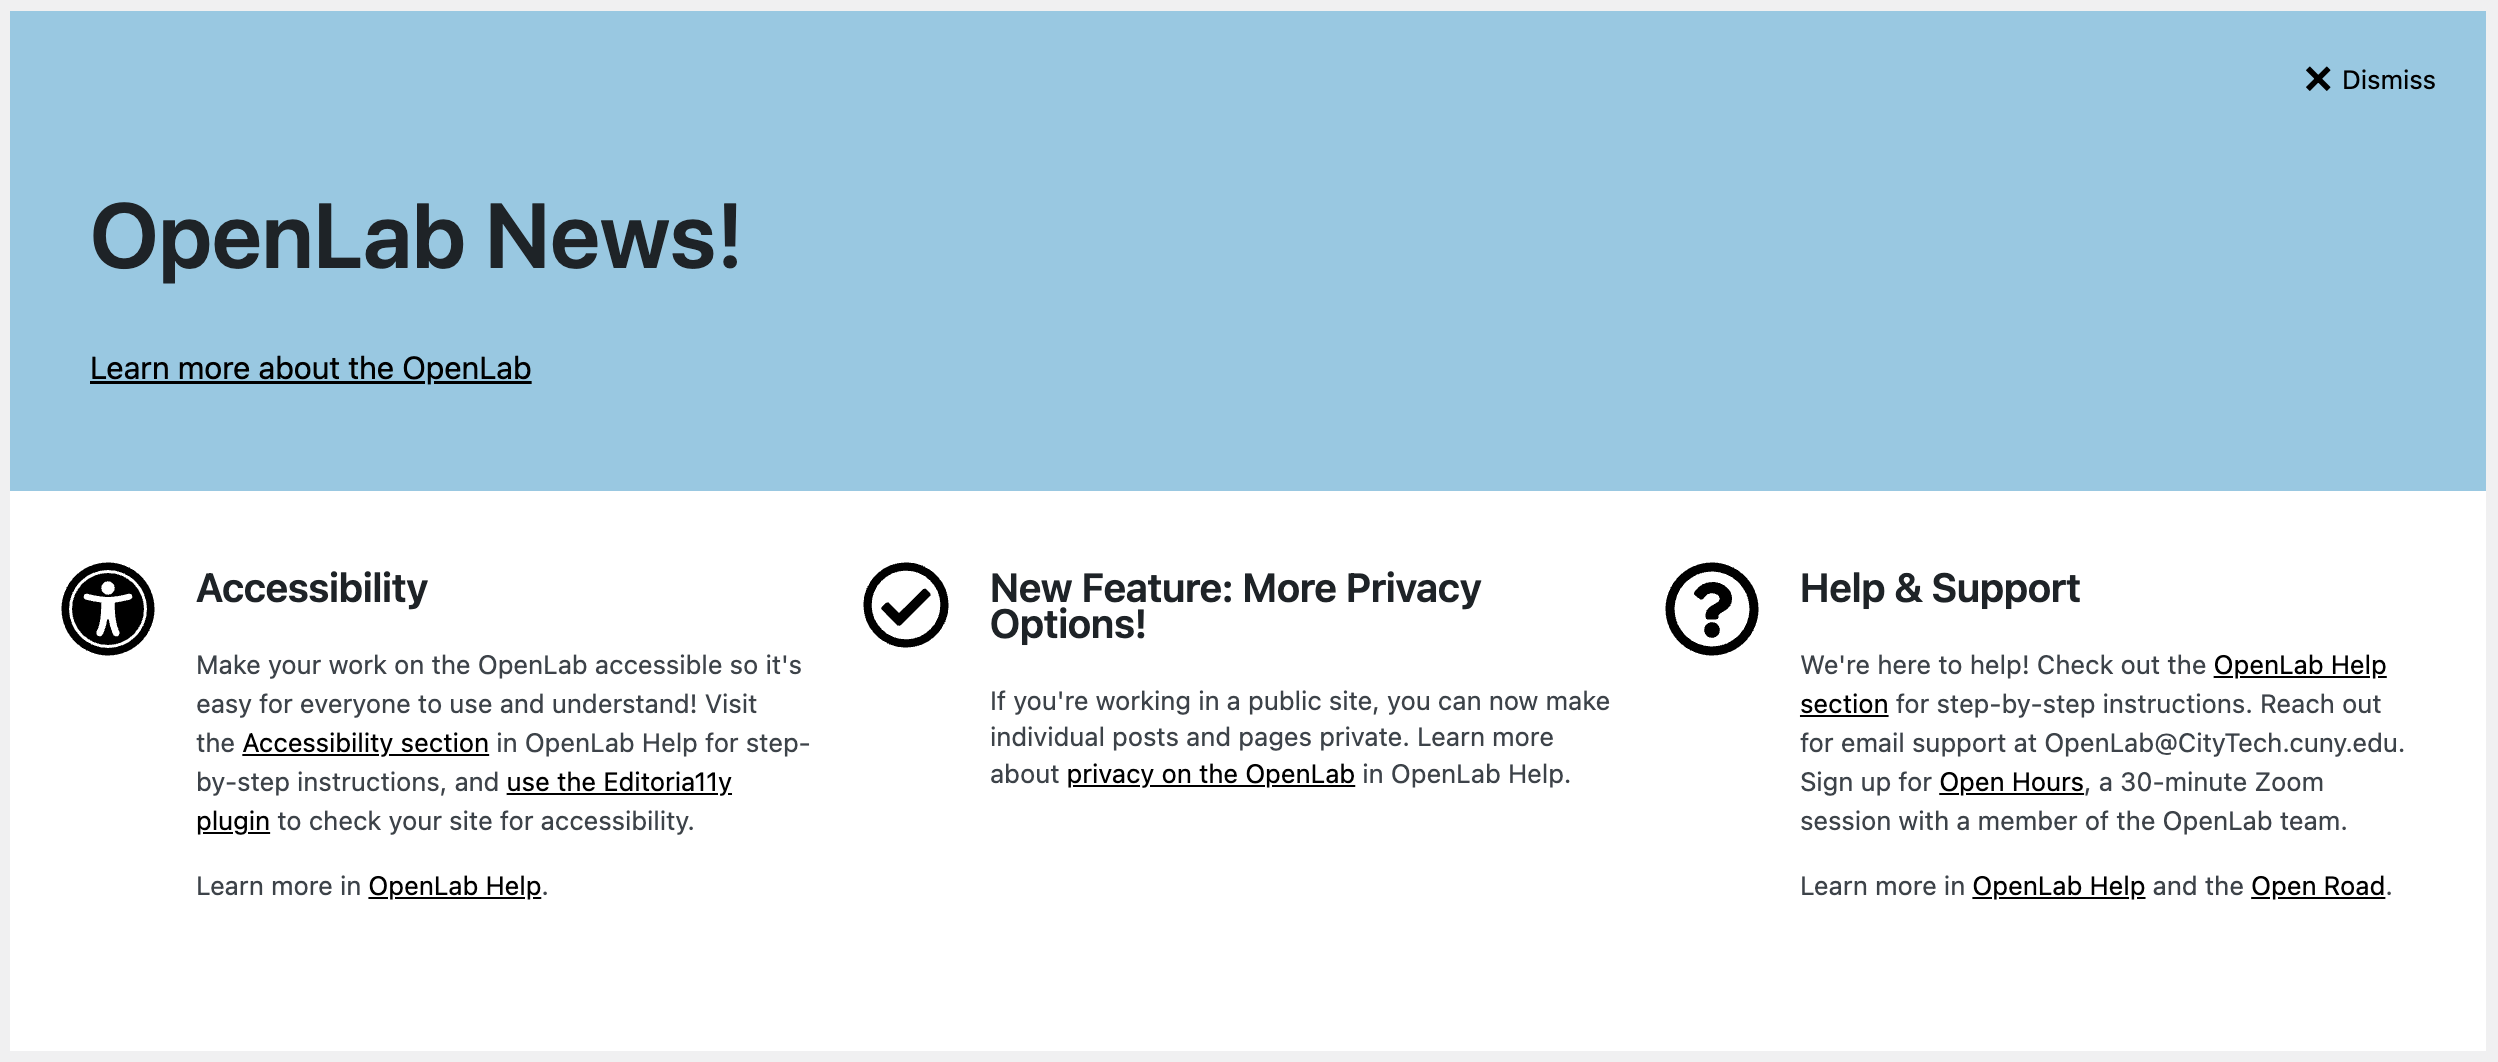 Dismiss
OpenLab News!
Learn more about the OpenLab
Accessibility
Make your work on the OpenLab accessible so it's
easy for everyone to use and understand! Visit
the Accessibility section in OpenLab Help for step-
by-step instructions, and use the Editoria11y
plugin to check your site for accessibility.
Learn more in OpenLab Help.
New Feature: More Privacy
Options!
If you're working in a public site, you can now make
individual posts and pages private. Learn more
about privacy on the OpenLab in OpenLab Help.
Help & Support
We're here to help! Check out the OpenLab Help
section for step-by-step instructions. Reach out
for email support at OpenLab@CityTech.cuny.edu.
Sign up for Open Hours, a 30-minute Zoom
session with a member of the OpenLab team.
Learn more in OpenLab Help and the Open Road.